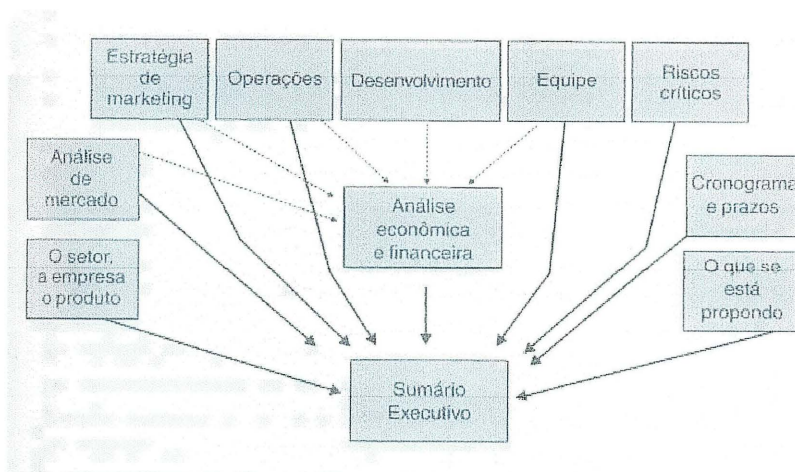 Estratégia
de
marketing
Operações
Desenvolvimento
Equipe
Riscos
críticos
Análise
de
mercado
Análise
econômica
e financeira
Cronograma
e prazos
O setor,
a empresa
o produto
O que se
está
propondo
Sumário
Executivo